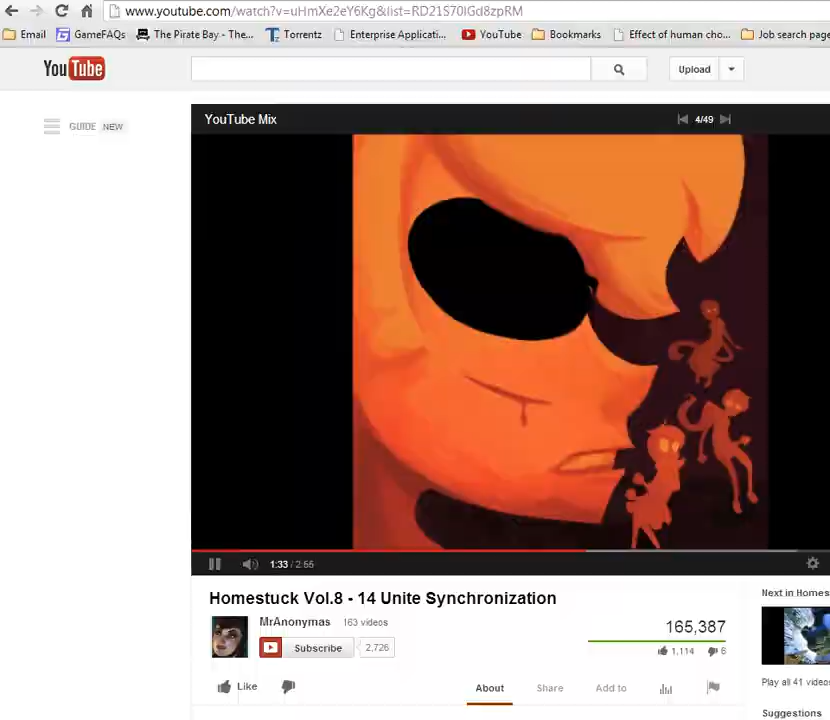 www.youtube.com/watch?v=uHmXe2eY6Kg&list=RD21S70IGd8zpRM
Email GameFAQs The Pirate Bay - The... Torrentz Enterprise Applicati... YouTube Bookmarks Effect of human cho... Job search page
YouTube Upload
GUIDE NEW
YouTube Mix 4/49
1:33 / 2:55
Homestuck Vol.8 - 14 Unite Synchronization
Next in Homes
MrAnonymas 163 videos
165,387
Subscribe 2,726
1,114 6
Play all 41 videos
Like About Share Add to
Suggestions